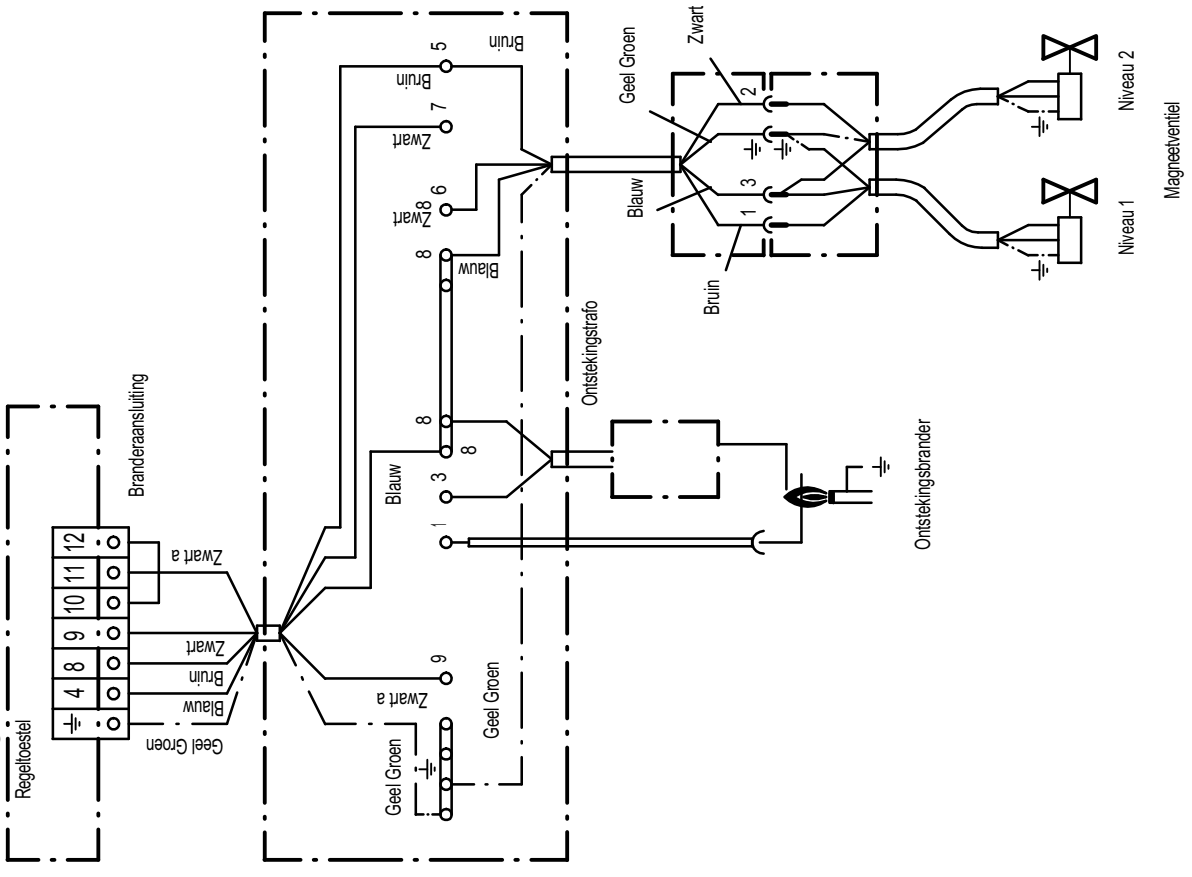 Regeltoestel
Branderaansluiting
4 8 9 10 11 12
Geel Groen
Blauw
Bruin
Zwart
Zwart a
Geel Groen
Geel Groen
Zwart a
9
1
3
Blauw
8
8
8
Blauw
Zwart
8 6
Zwart
7
Bruin
5
Bruin
Ontstekingstrafo
Ontstekingsbrander
Bruin
Blauw
Geel Groen
Zwart
1
3
2
Niveau 1
Niveau 2
Magneetventiel